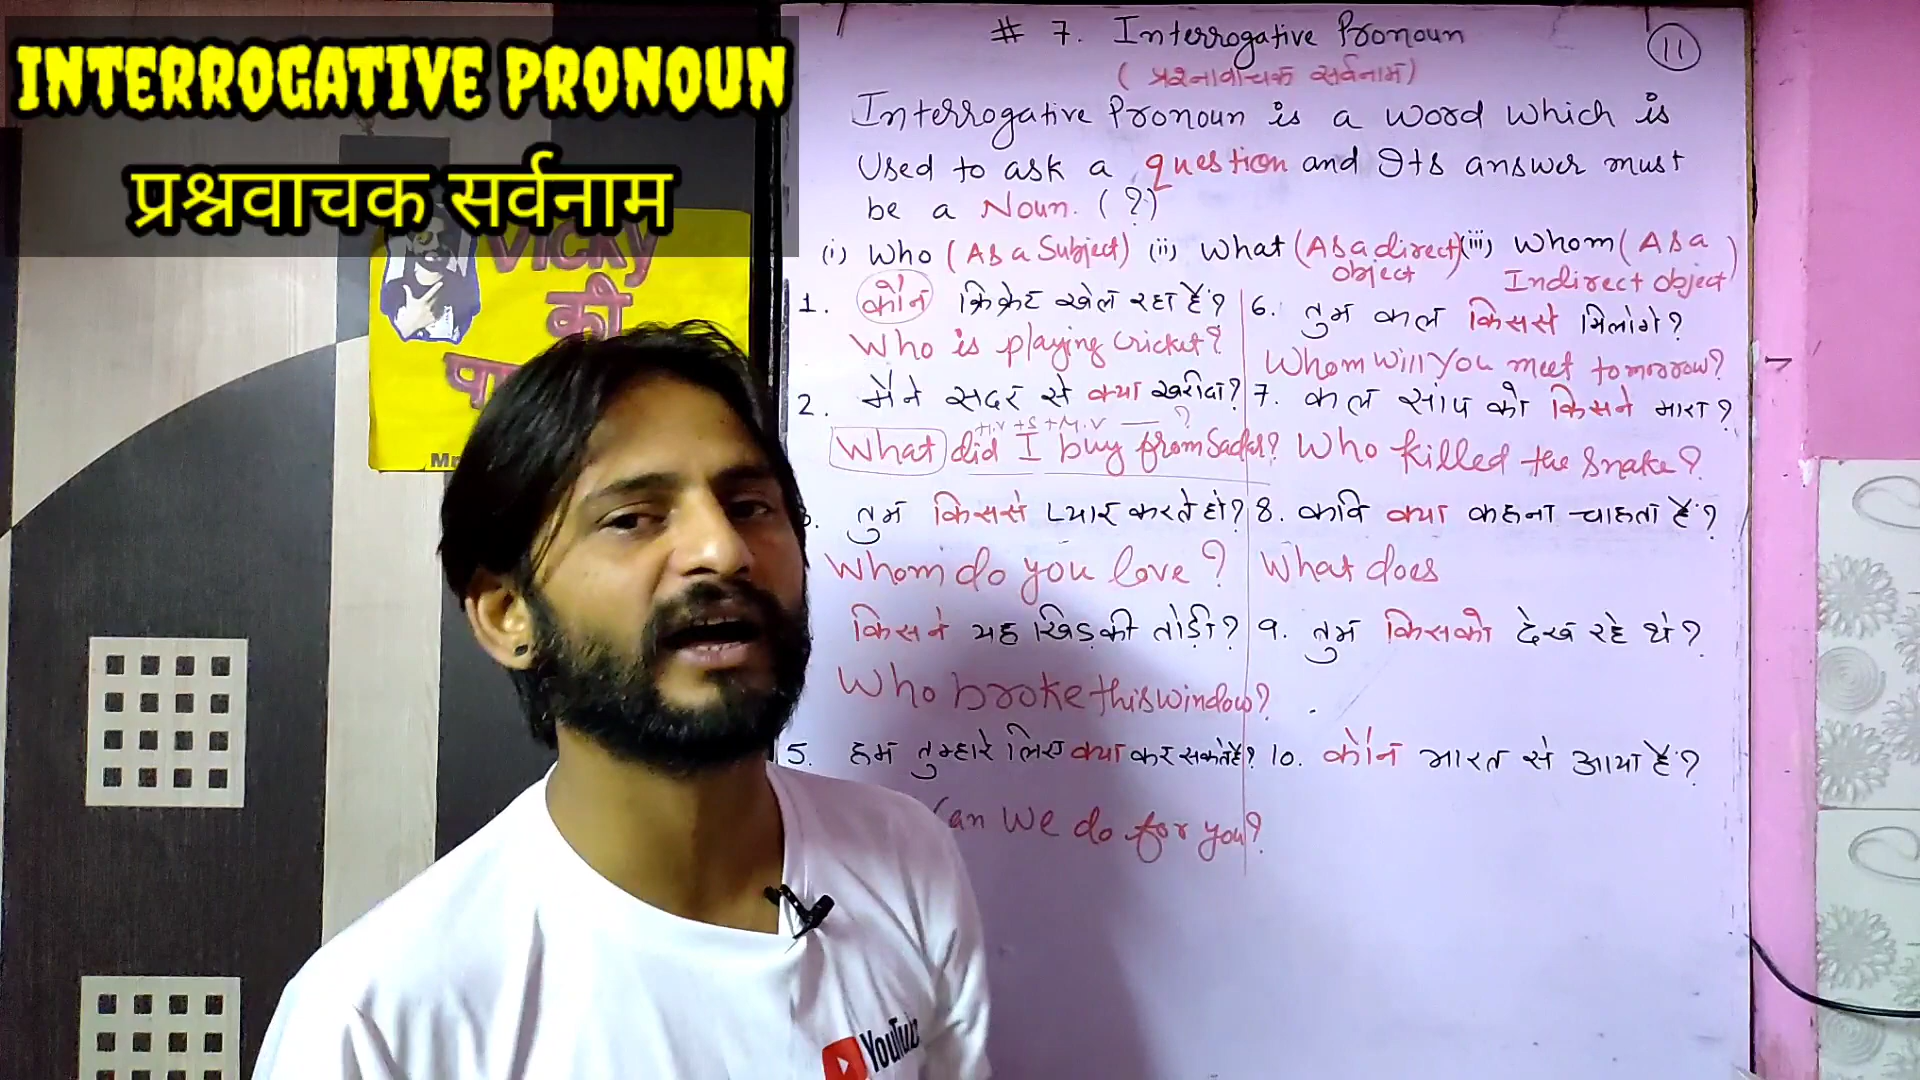 INTERROGATIVE PRONOUN
प्रश्नवाचक सर्वनाम
VICKY
की
Mr
# 7. Interrogative Pronoun
11
(प्रश्नावाचक सर्वनाम)
Interrogative Pronoun is a word which is
Used to ask a question and Its answer must
be a Noun. (?)
(i) Who (As a Subject) (ii) What (As a direct object) (iii) Whom (As a Indirect object)
1. कौन क्रिकेट खेल रहा है?
Who is playing cricket?
2. मैंने सदर से क्या खरीदा?
H.V + S + M.V — ?
What did I buy from Sadar?
3. तुम किससे प्यार करते हो?
Whom do you love?
किसने यह खिड़की तोड़ी?
Who broke this window?
5. हम तुम्हारे लिए क्या कर सकते है?
Can We do for you?
6. तुम कल किससे मिलोगे?
Whom will You meet tomorrow?
7. कल सांप को किसने मारा?
Who killed the Snake?
8. कवि क्या कहना चाहता है?
What does
9. तुम किसको देख रहे थे?
10. कौन भारत से आया है?
YouTube